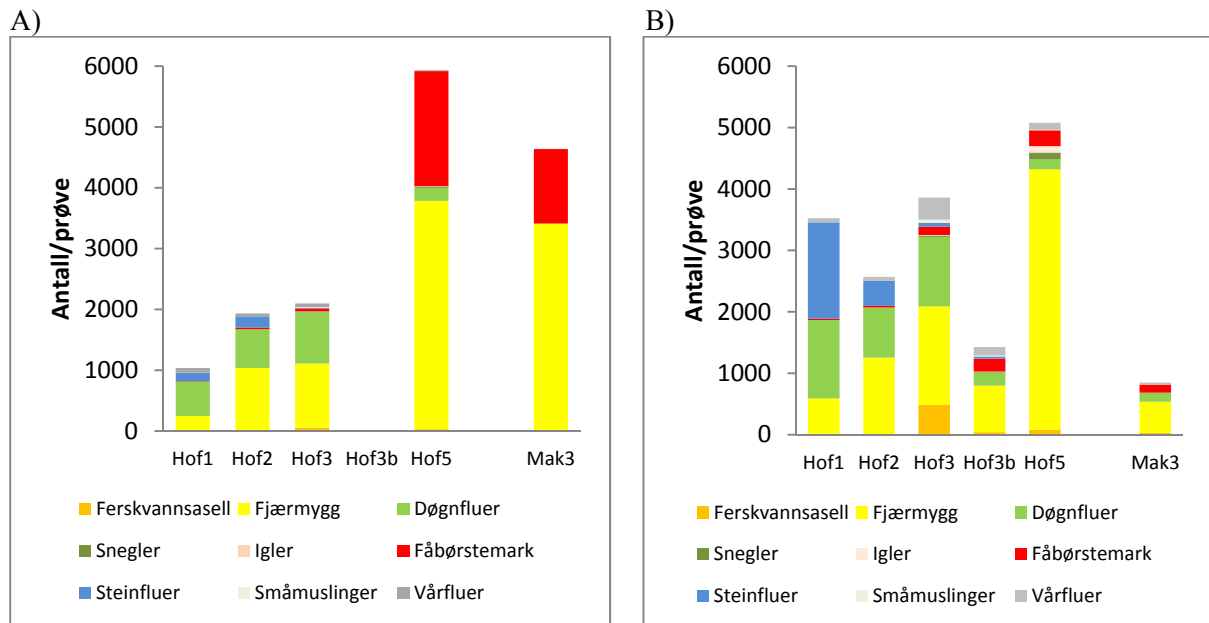 A)
6000
5000
4000
3000
2000
1000
0
Antall/prøve
Hof1 Hof2 Hof3 Hof3b Hof5 Mak3
Ferskvannsasell Fjærmygg Døgnfluer
Snegler Igler Fåbørstemark
Steinfluer Småmuslinger Vårfluer
B)
6000
5000
4000
3000
2000
1000
0
Antall/prøve
Hof1 Hof2 Hof3 Hof3b Hof5 Mak3
Ferskvannsasell Fjærmygg Døgnfluer
Snegler Igler Fåbørstemark
Steinfluer Småmuslinger Vårfluer